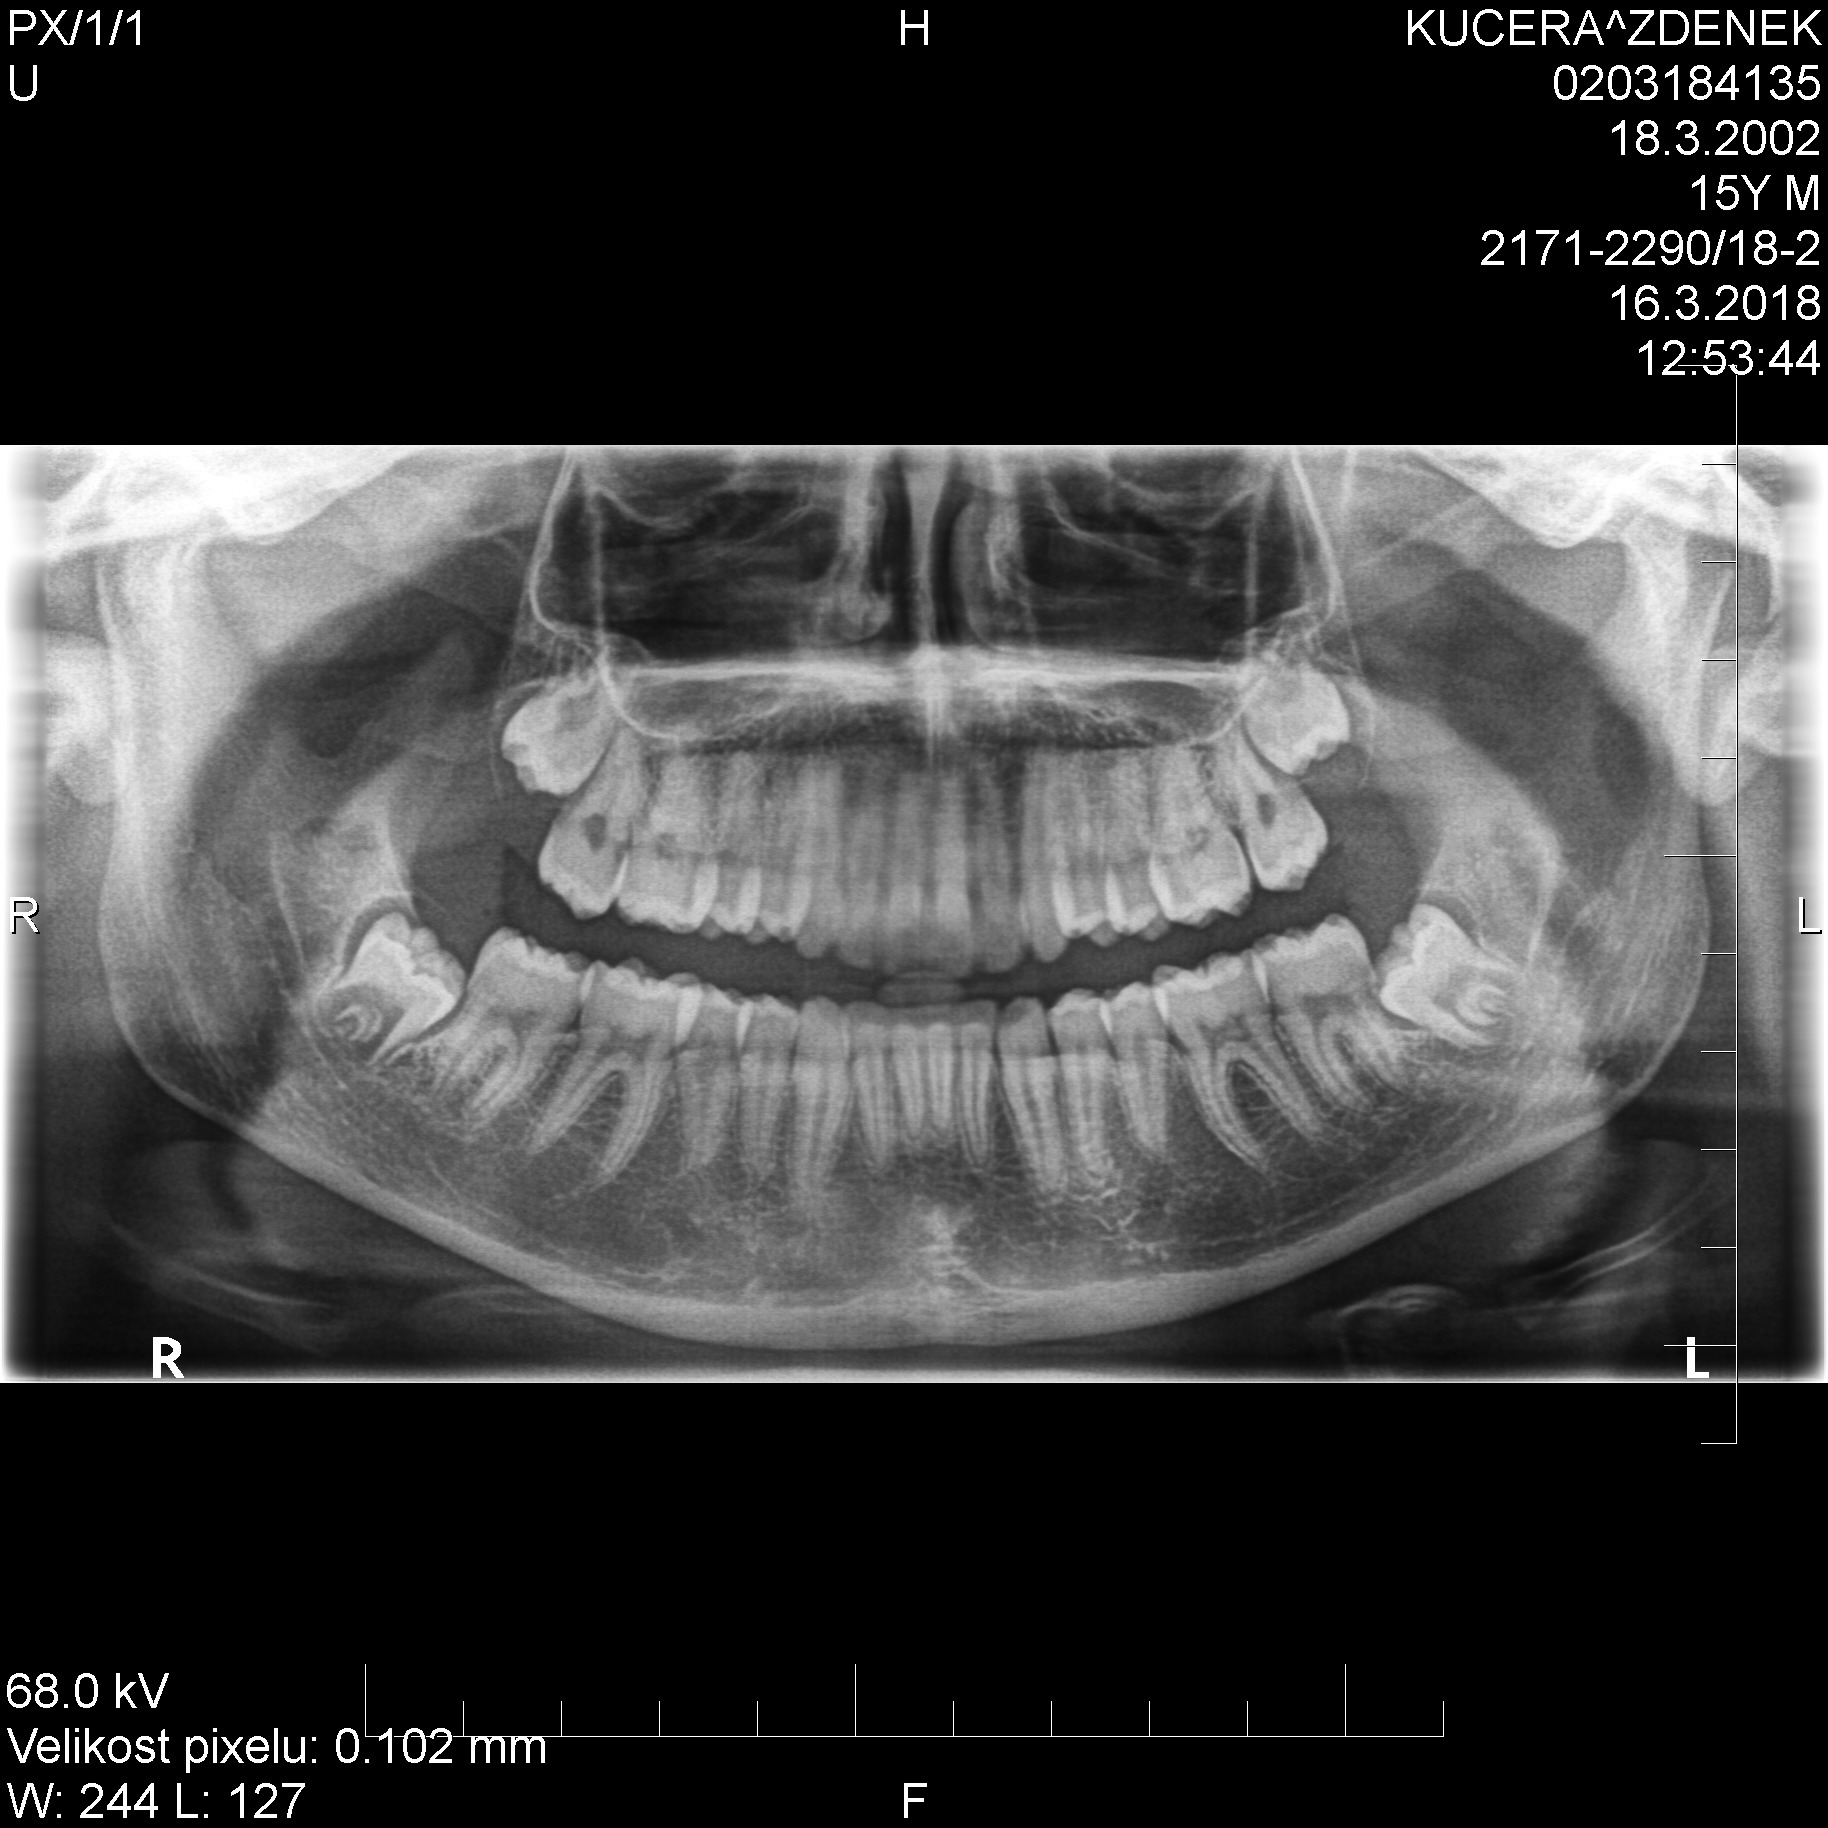 PX/1/1
U
H
KUCERA^ZDENEK
0203184135
18.3.2002
15Y M
2171-2290/18-2
16.3.2018
12:53:44
R
L
R
L
68.0 kV
Velikost pixelu: 0.102 mm
W: 244 L: 127
F